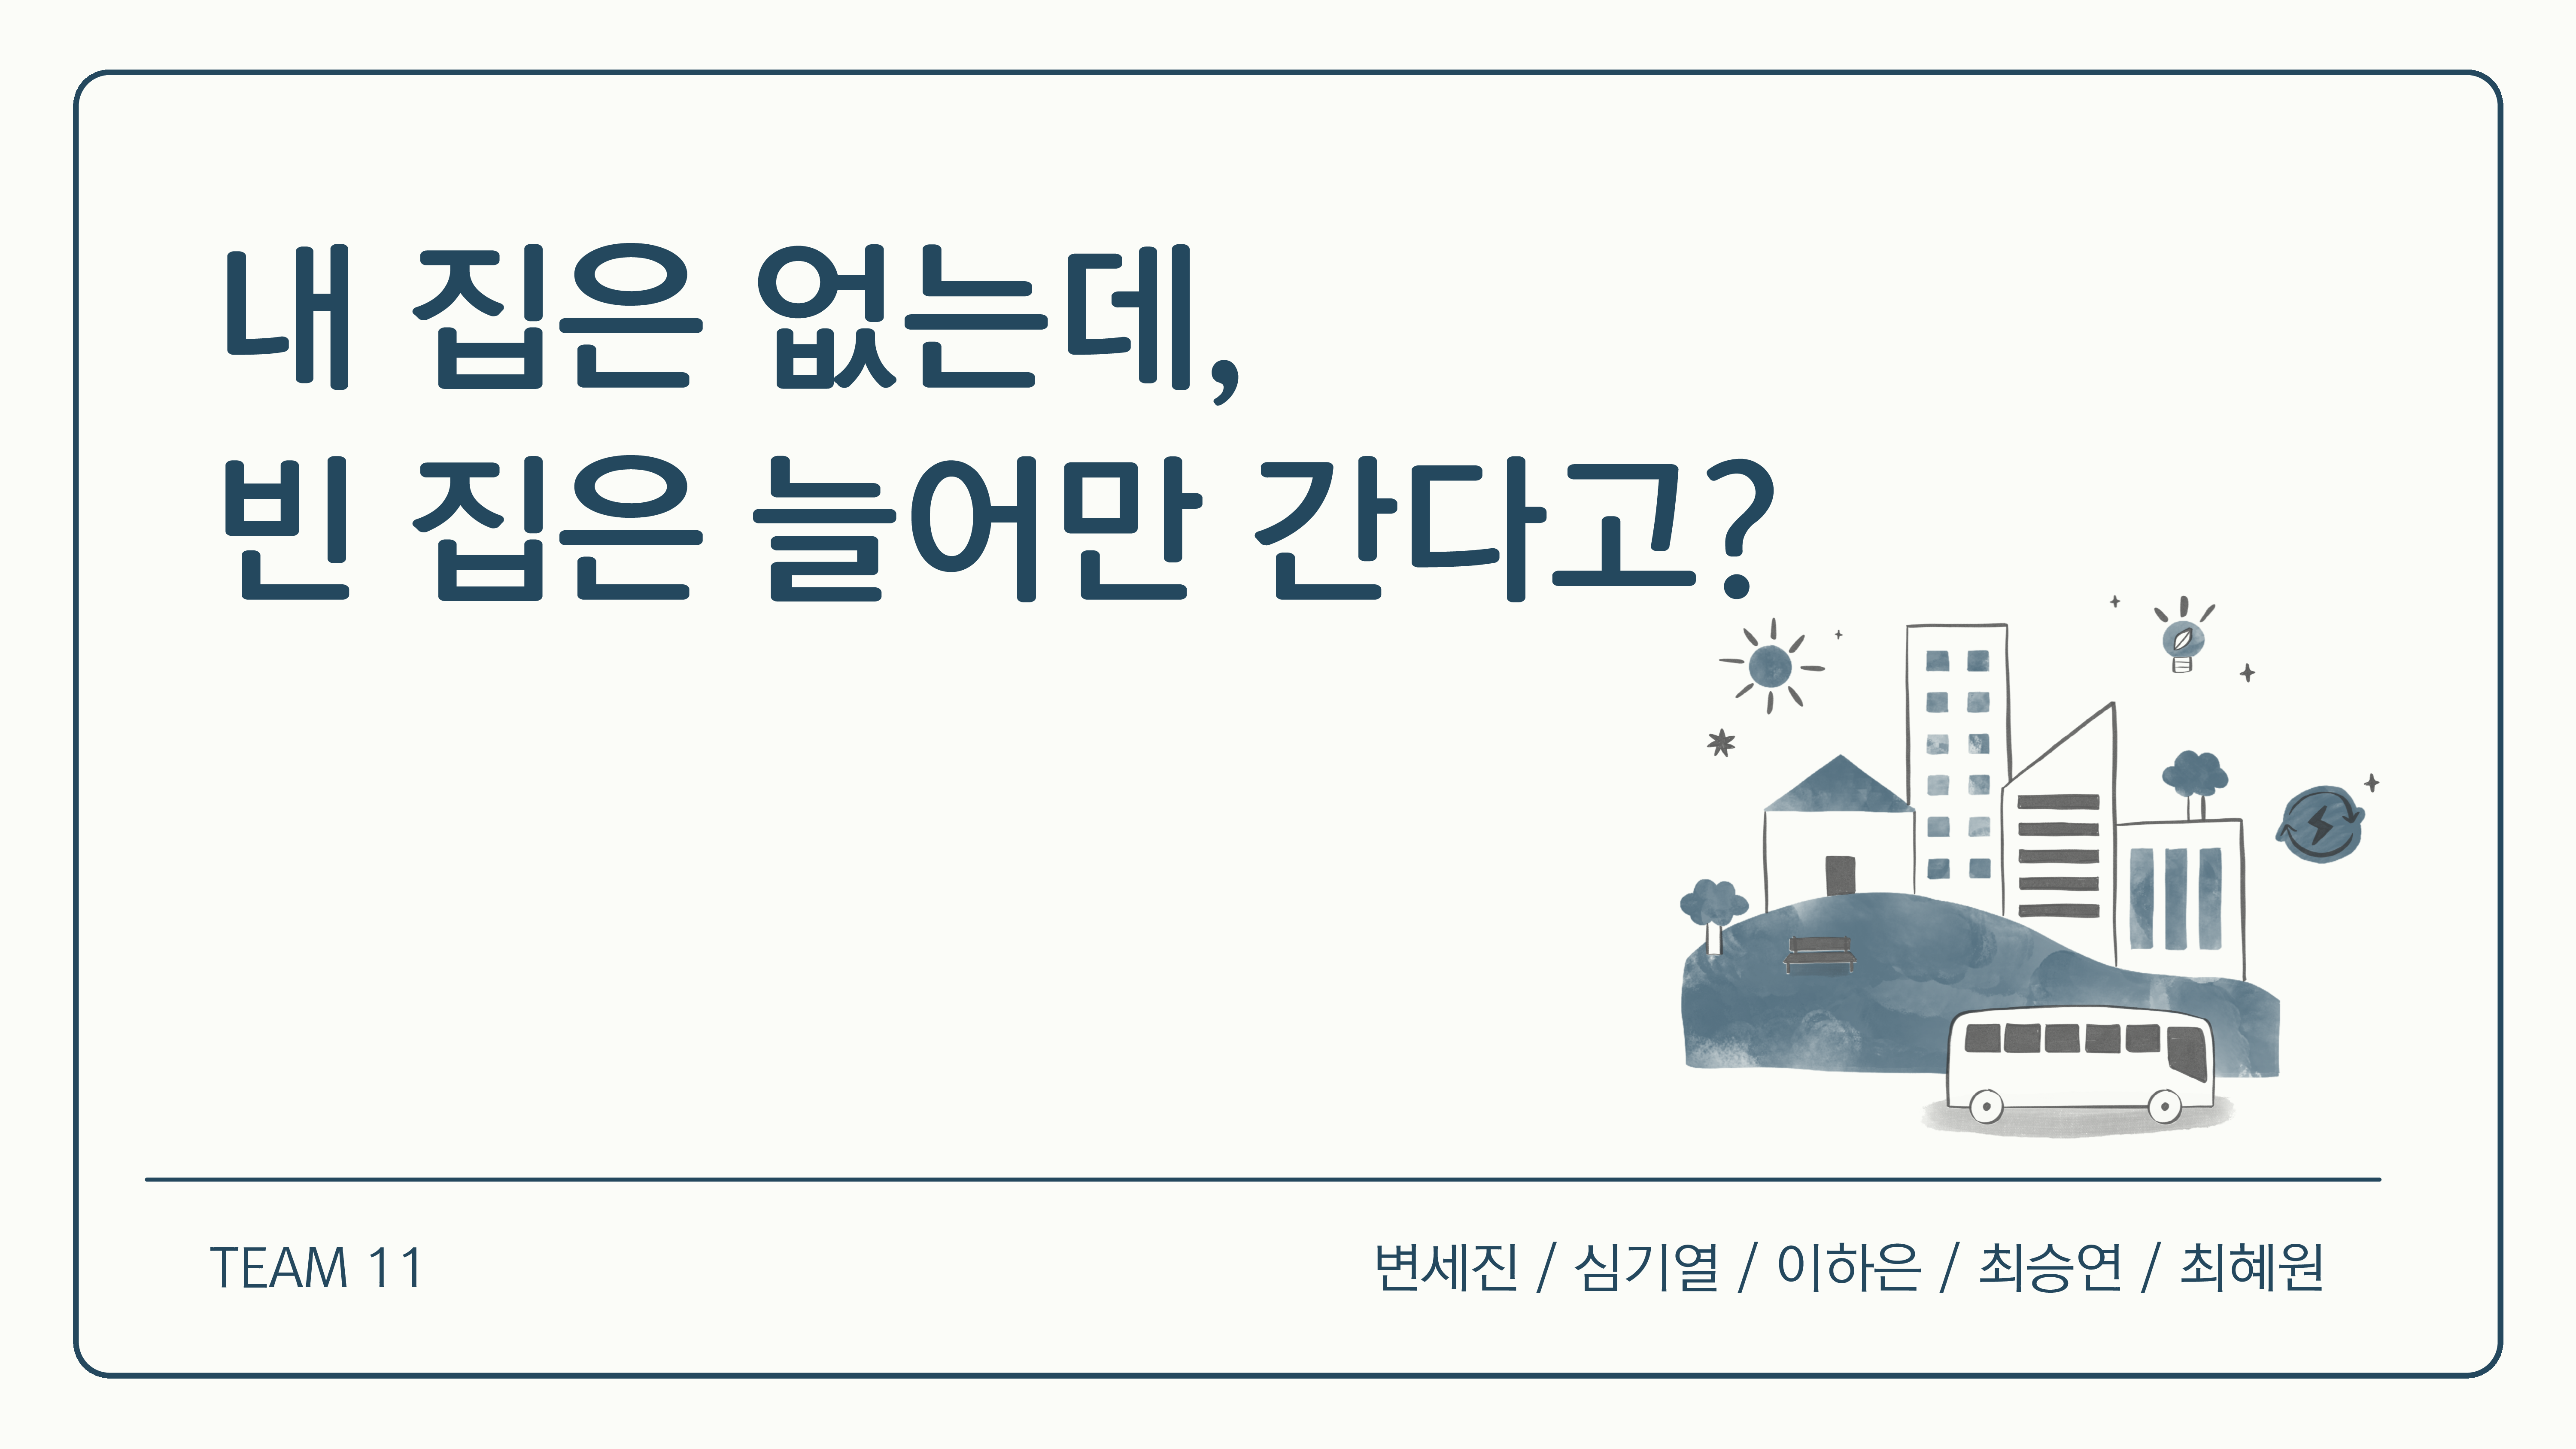 내 집은 없는데,
빈 집은 늘어만 간다고?
TEAM 11
변세진 / 심기열 / 이하은 / 최승연 / 최혜원